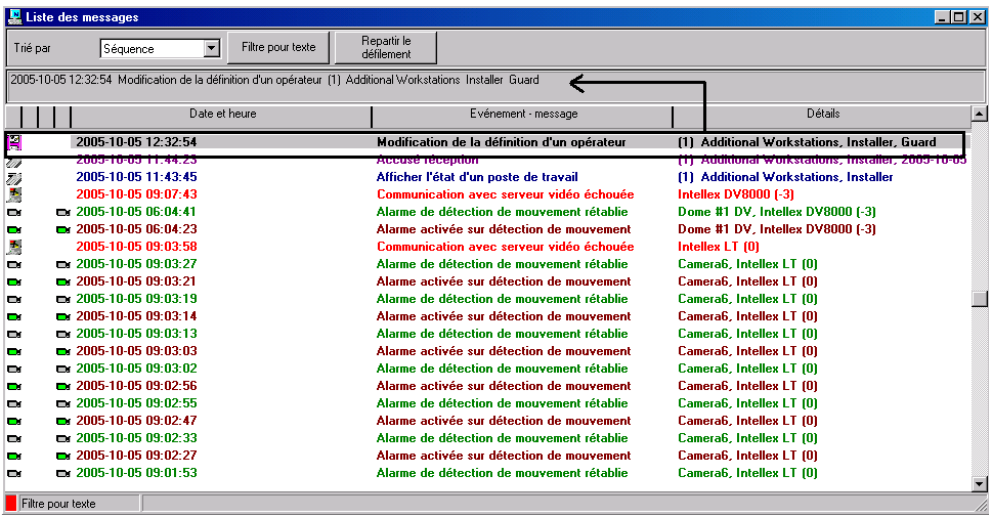 Liste des messages
Trié par Séquence Filtre pour texte Repartir le défilement
2005-10-05 12:32:54 Modification de la définition d'un opérateur (1) Additional Workstations Installer Guard
Date et heure Evénement - message Détails
2005-10-05 12:32:54 Modification de la définition d'un opérateur (1) Additional Workstations, Installer, Guard
2005-10-05 11:44:23 Accusé réception (1) Additional Workstations, Installer, 2005-10-05
2005-10-05 11:43:45 Afficher l'état d'un poste de travail (1) Additional Workstations, Installer
2005-10-05 09:07:43 Communication avec serveur vidéo échouée Intellex DV8000 (-3)
2005-10-05 06:04:41 Alarme de détection de mouvement rétablie Dome #1 DV, Intellex DV8000 (-3)
2005-10-05 06:04:23 Alarme activée sur détection de mouvement Dome #1 DV, Intellex DV8000 (-3)
2005-10-05 09:03:58 Communication avec serveur vidéo échouée Intellex LT (0)
2005-10-05 09:03:27 Alarme de détection de mouvement rétablie Camera6, Intellex LT (0)
2005-10-05 09:03:21 Alarme activée sur détection de mouvement Camera6, Intellex LT (0)
2005-10-05 09:03:19 Alarme de détection de mouvement rétablie Camera6, Intellex LT (0)
2005-10-05 09:03:14 Alarme activée sur détection de mouvement Camera6, Intellex LT (0)
2005-10-05 09:03:13 Alarme de détection de mouvement rétablie Camera6, Intellex LT (0)
2005-10-05 09:03:03 Alarme activée sur détection de mouvement Camera6, Intellex LT (0)
2005-10-05 09:03:02 Alarme de détection de mouvement rétablie Camera6, Intellex LT (0)
2005-10-05 09:02:56 Alarme activée sur détection de mouvement Camera6, Intellex LT (0)
2005-10-05 09:02:55 Alarme de détection de mouvement rétablie Camera6, Intellex LT (0)
2005-10-05 09:02:47 Alarme activée sur détection de mouvement Camera6, Intellex LT (0)
2005-10-05 09:02:33 Alarme de détection de mouvement rétablie Camera6, Intellex LT (0)
2005-10-05 09:02:27 Alarme activée sur détection de mouvement Camera6, Intellex LT (0)
2005-10-05 09:01:53 Alarme de détection de mouvement rétablie Camera6, Intellex LT (0)
Filtre pour texte